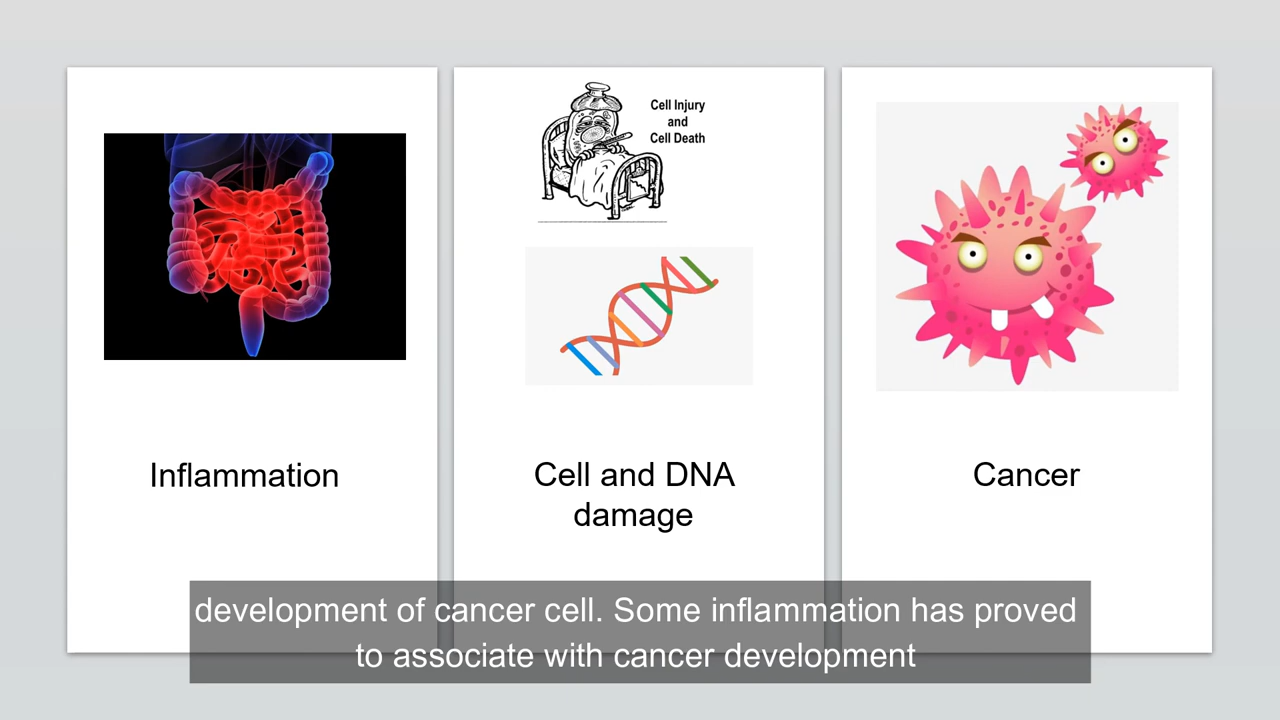 Cell Injury
and
Cell Death
Inflammation
Cell and DNA
damage
Cancer
development of cancer cell. Some inflammation has proved
to associate with cancer development